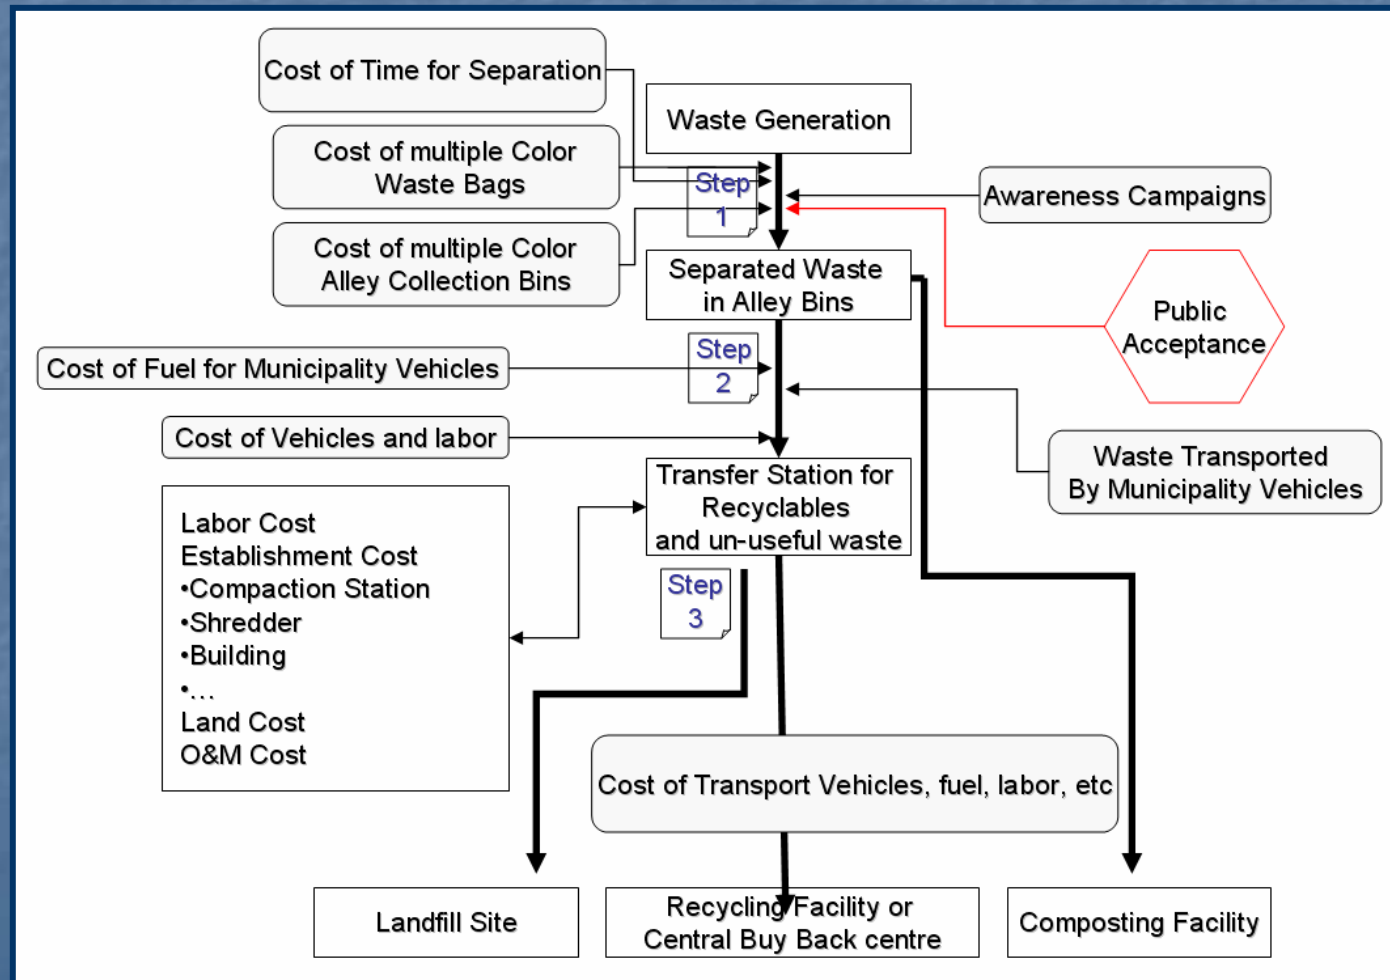 Cost of Time for Separation
Waste Generation
Cost of multiple Color
Waste Bags
Step
1
Awareness Campaigns
Cost of multiple Color
Alley Collection Bins
Separated Waste
in Alley Bins
Public
Acceptance
Step
2
Cost of Fuel for Municipality Vehicles
Cost of Vehicles and labor
Waste Transported
By Municipality Vehicles
Transfer Station for
Recyclables
and un-useful waste
Labor Cost
Establishment Cost
•Compaction Station
•Shredder
•Building
•...
Land Cost
O&M Cost
Step
3
Cost of Transport Vehicles, fuel, labor, etc
Landfill Site
Recycling Facility or
Central Buy Back centre
Composting Facility